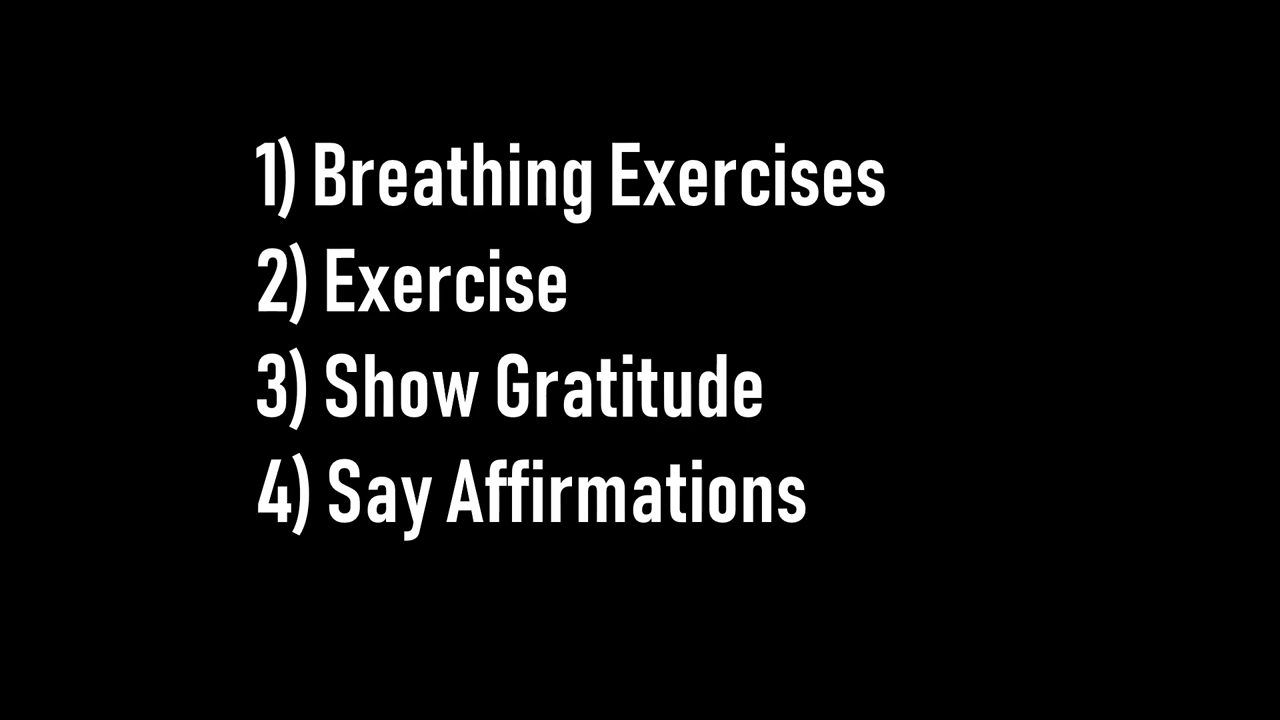 1) Breathing Exercises
2) Exercise
3) Show Gratitude
4) Say Affirmations